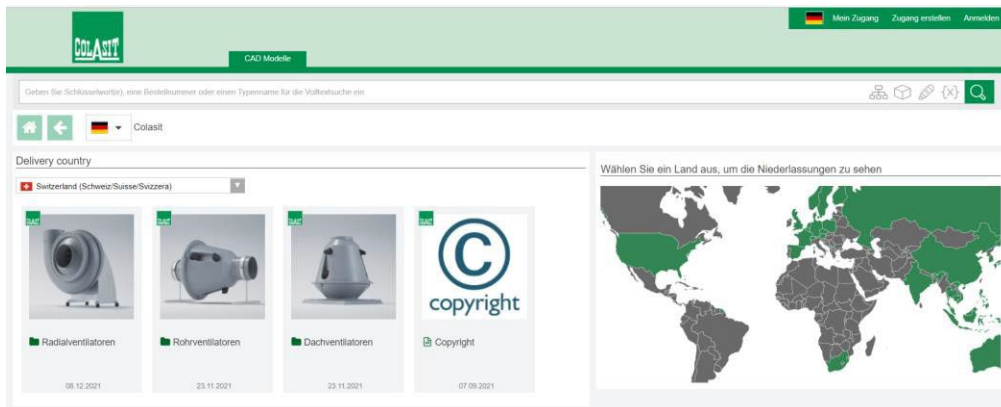 Mein Zugang Zugang erstellen Anmelden
COLASIT
CAD Modelle
Geben Sie Schlüsselwort(e), eine Bestellnummer oder einen Typenname für die Volltextsuche ein
{x}
Colasit
Delivery country
Wählen Sie ein Land aus, um die Niederlassungen zu sehen
Switzerland (Schweiz/Suisse/Svizzera)
copyright
Radialventilatoren
Rohrventilatoren
Dachventilatoren
Copyright
08.12.2021
23.11.2021
23.11.2021
07.09.2021